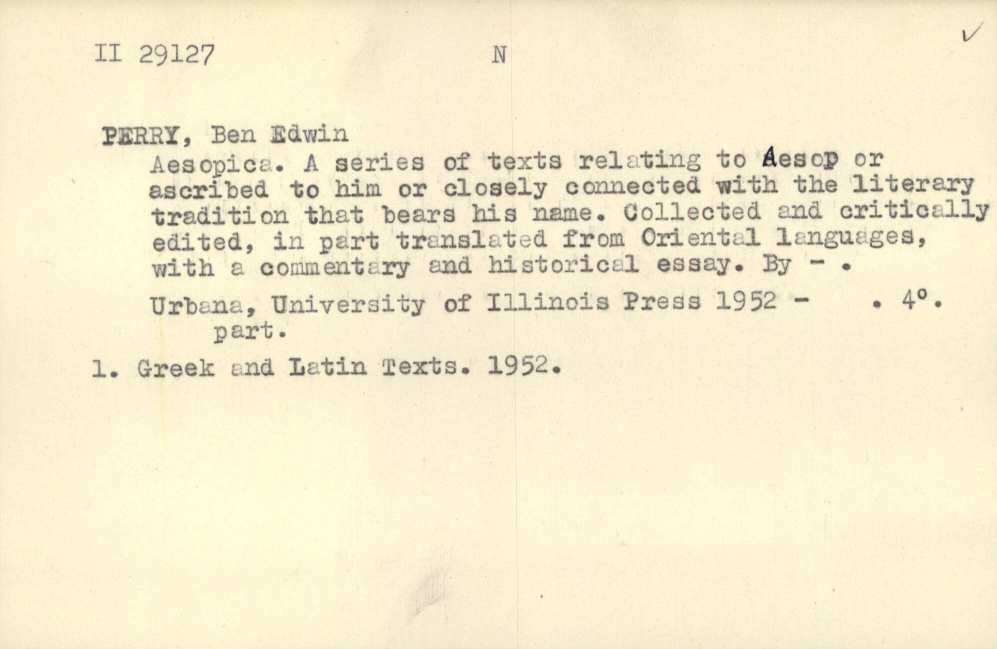 II 29127 N ✓
PERRY, Ben Edwin
Aesopica. A series of texts relating to Aesop or
ascribed to him or closely connected with the literary
tradition that bears his name. Collected and critically
edited, in part translated from Oriental languages,
with a commentary and historical essay. By - .
Urbana, University of Illinois Press 1952 - . 4°.
part.
1. Greek and Latin Texts. 1952.